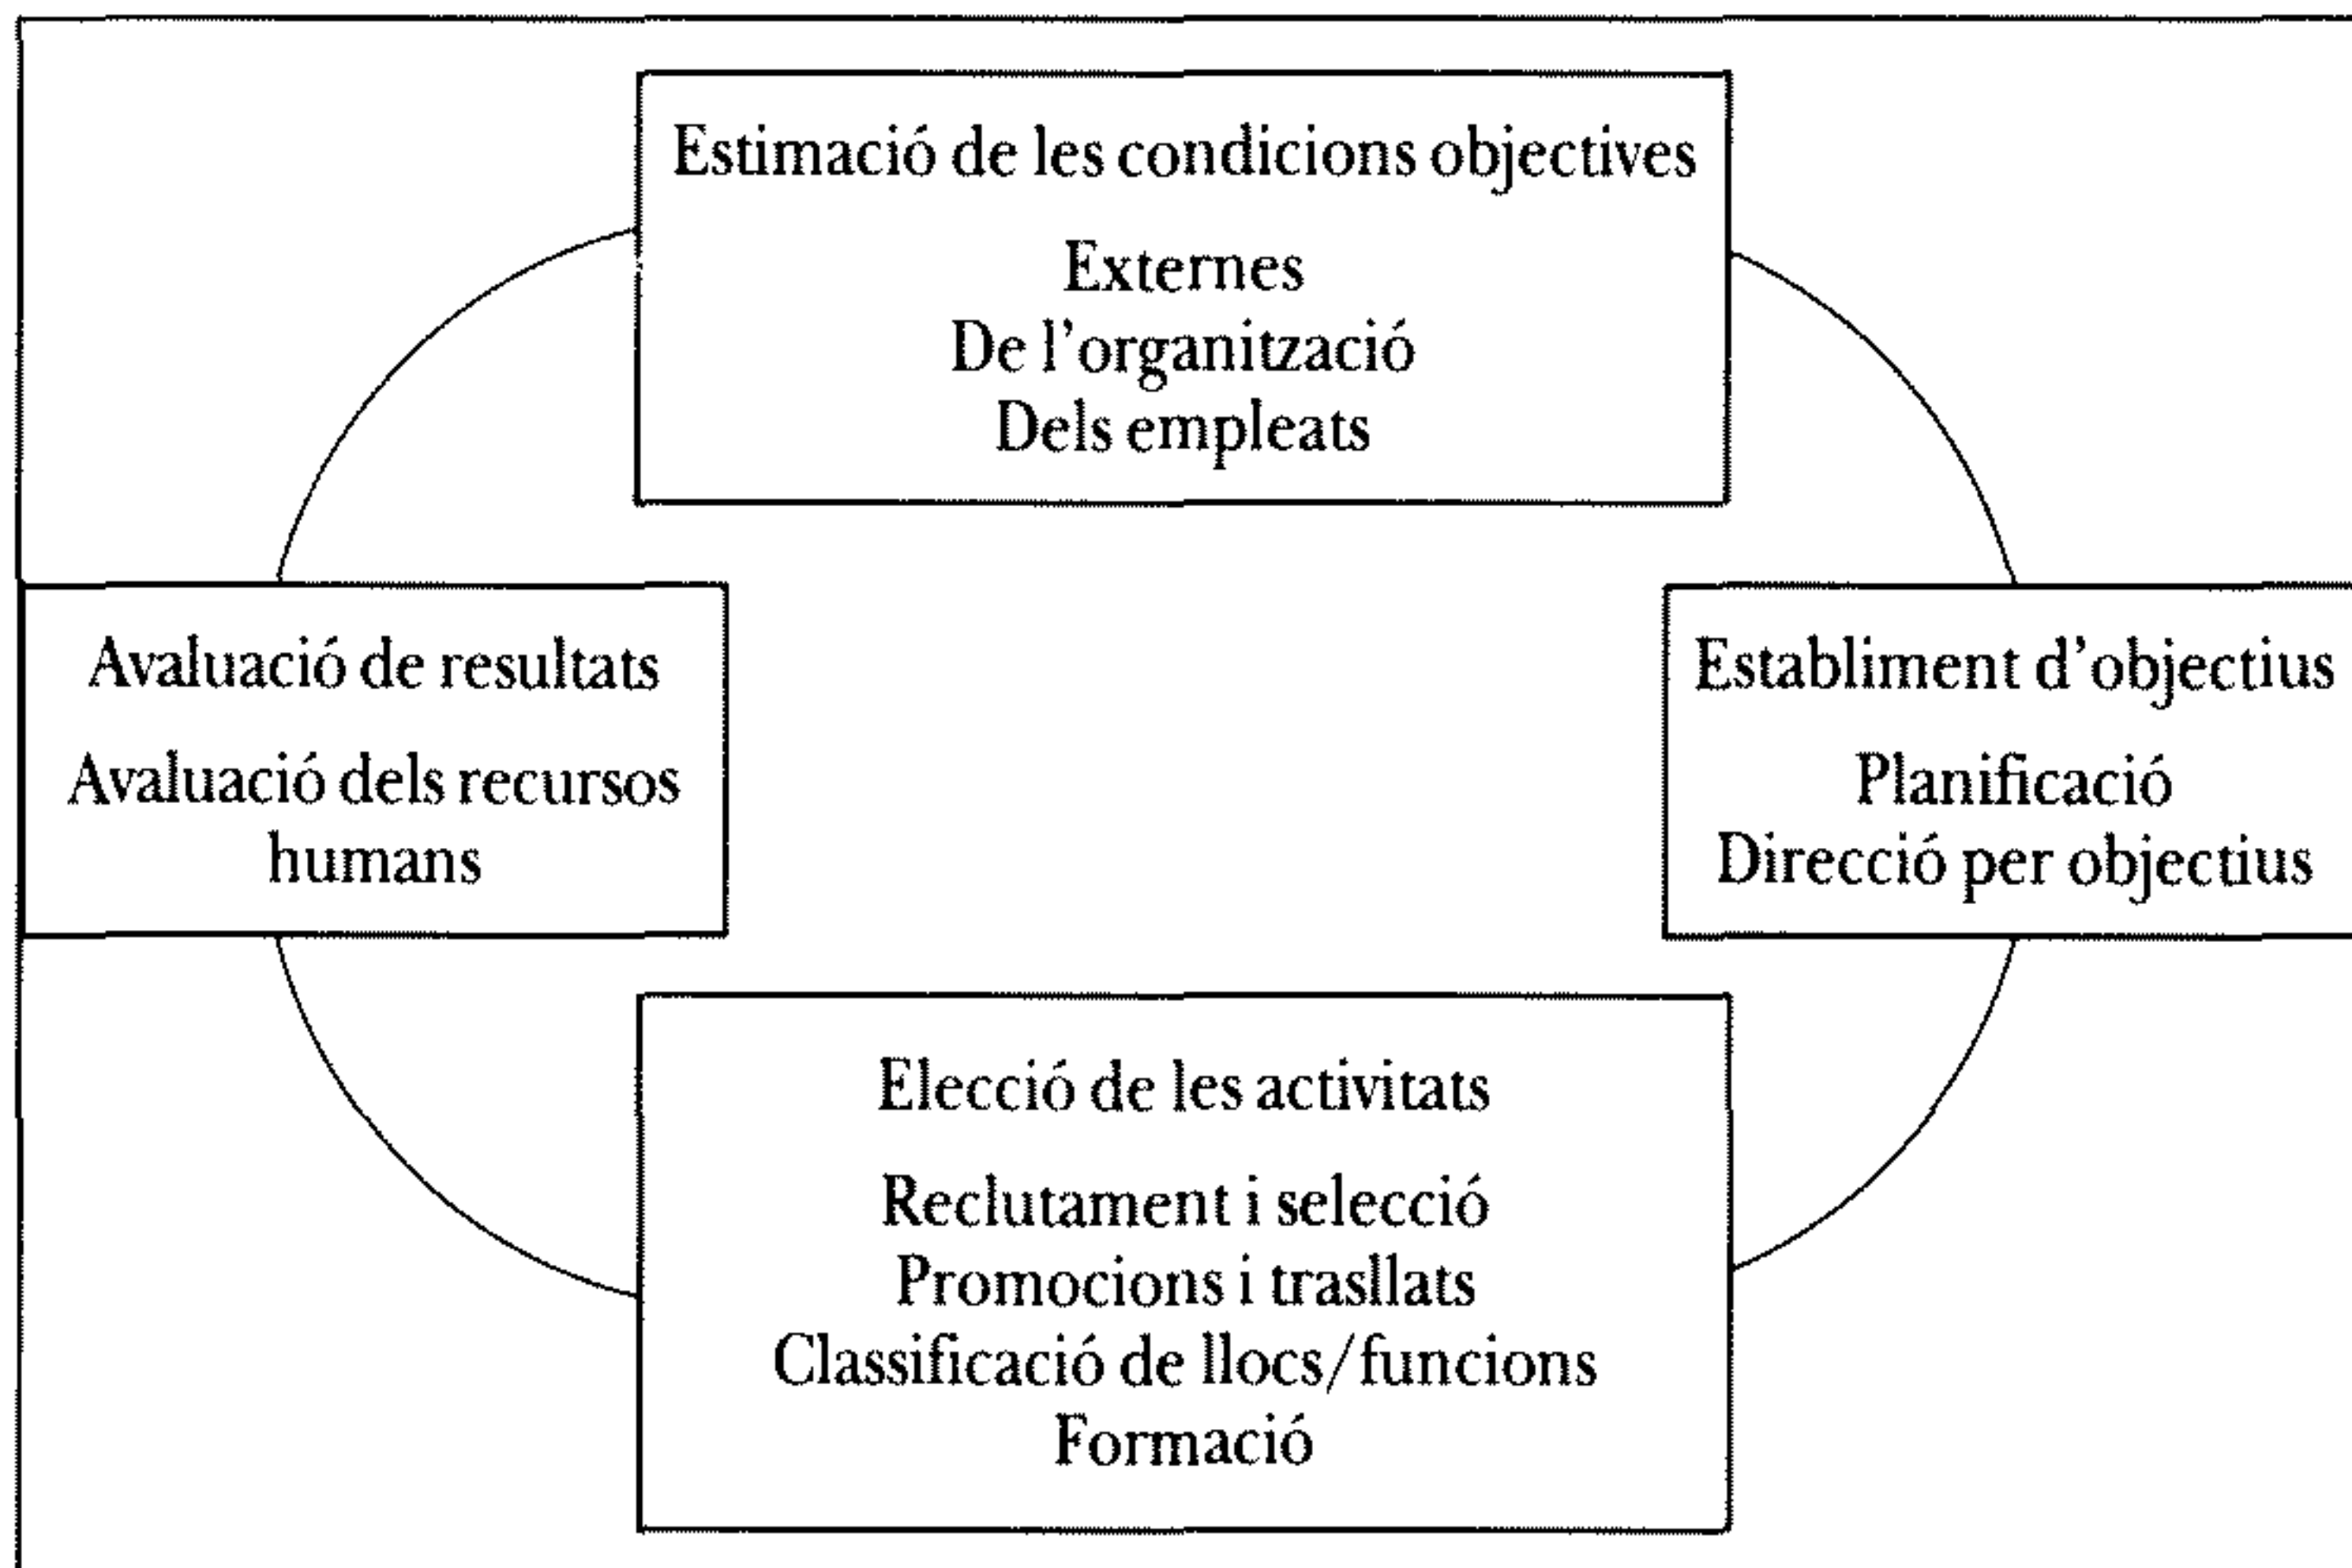 Estimació de les condicions objectives
Externes
De l'organització
Dels empleats
Avaluació de resultats
Avaluació dels recursos
humans
Establiment d'objectius
Planificació
Direcció per objectius
Elecció de les activitats
Reclutament i selecció
Promocions i trasllats
Classificació de llocs/funcions
Formació